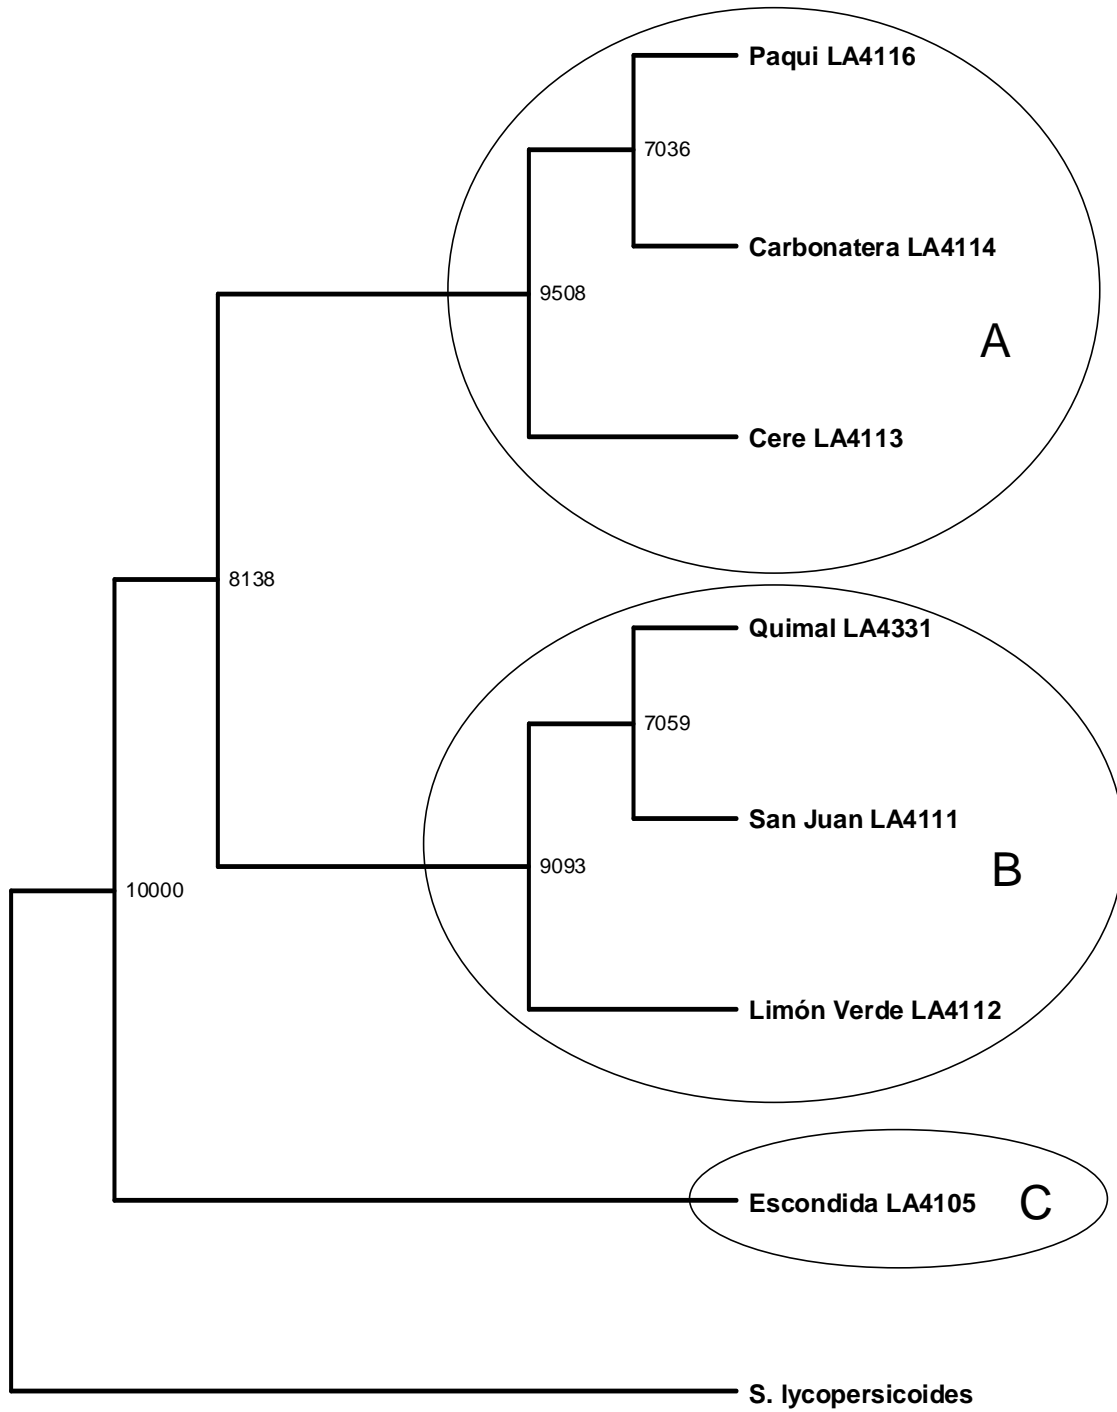 Paqui LA4116
7036
Carbonatera LA4114
9508
A
Cere LA4113
8138
Quimal LA4331
7059
San Juan LA4111
9093
B
10000
Limón Verde LA4112
Escondida LA4105
C
S. lycopersicoides